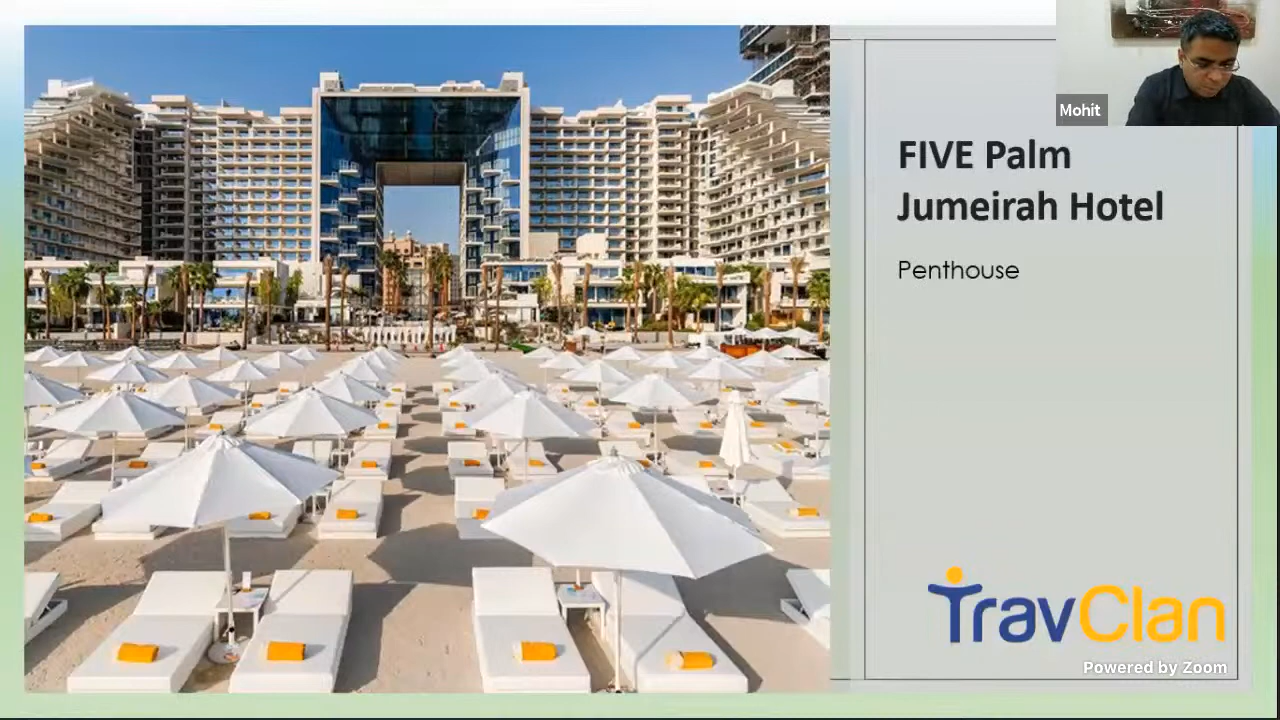 Mohit
FIVE Palm
Jumeirah Hotel
Penthouse
TravClan
Powered by Zoom